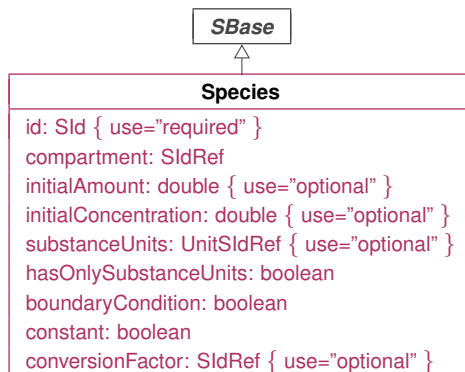 SBase
Species
id: SId { use=”required” }
compartment: SIdRef
initialAmount: double { use=”optional” }
initialConcentration: double { use=”optional” }
substanceUnits: UnitSIdRef { use=”optional” }
hasOnlySubstanceUnits: boolean
boundaryCondition: boolean
constant: boolean
conversionFactor: SIdRef { use=”optional” }